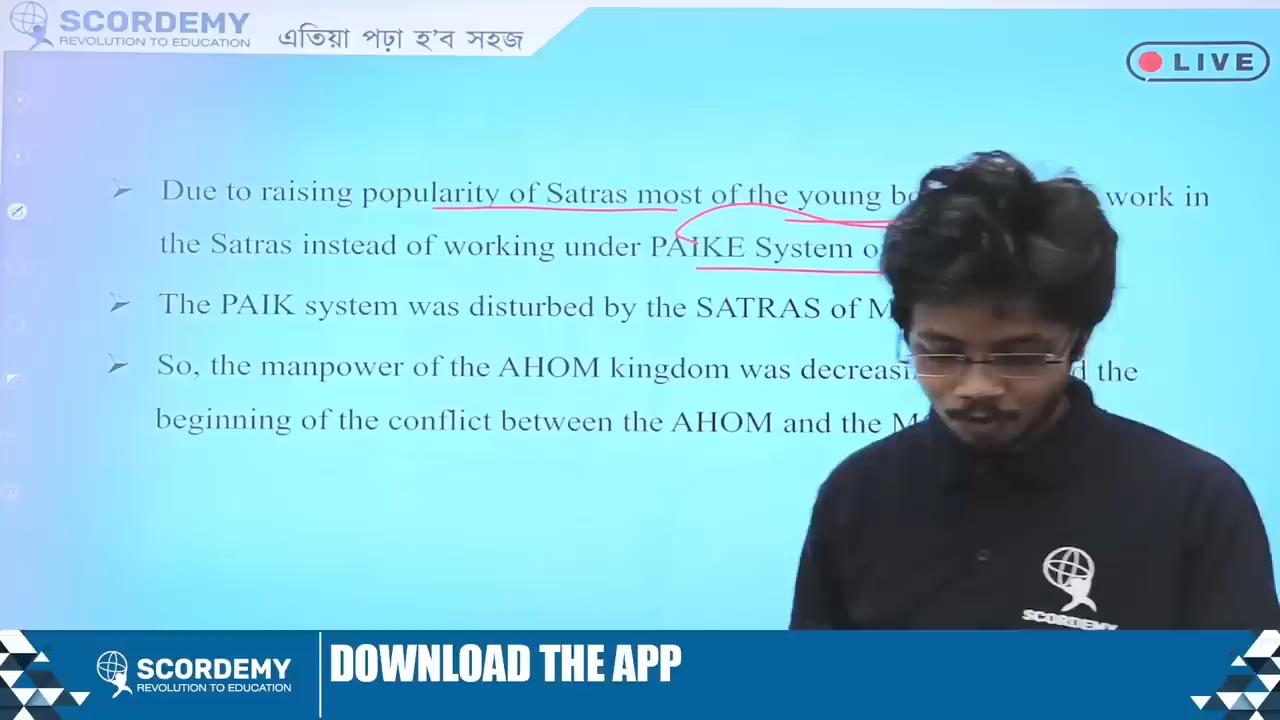 SCORDEMY
REVOLUTION TO EDUCATION
এতিয়া পঢ়া হ'ব সহজ
LIVE
Due to raising popularity of Satras most of the young work in
the Satras instead of working under PAIKE System
The PAIK system was disturbed by the SATRAS of
So, the manpower of the AHOM kingdom was the
beginning of the conflict between the AHOM and the
SCORDEMY
SCORDEMY
REVOLUTION TO EDUCATION
DOWNLOAD THE APP